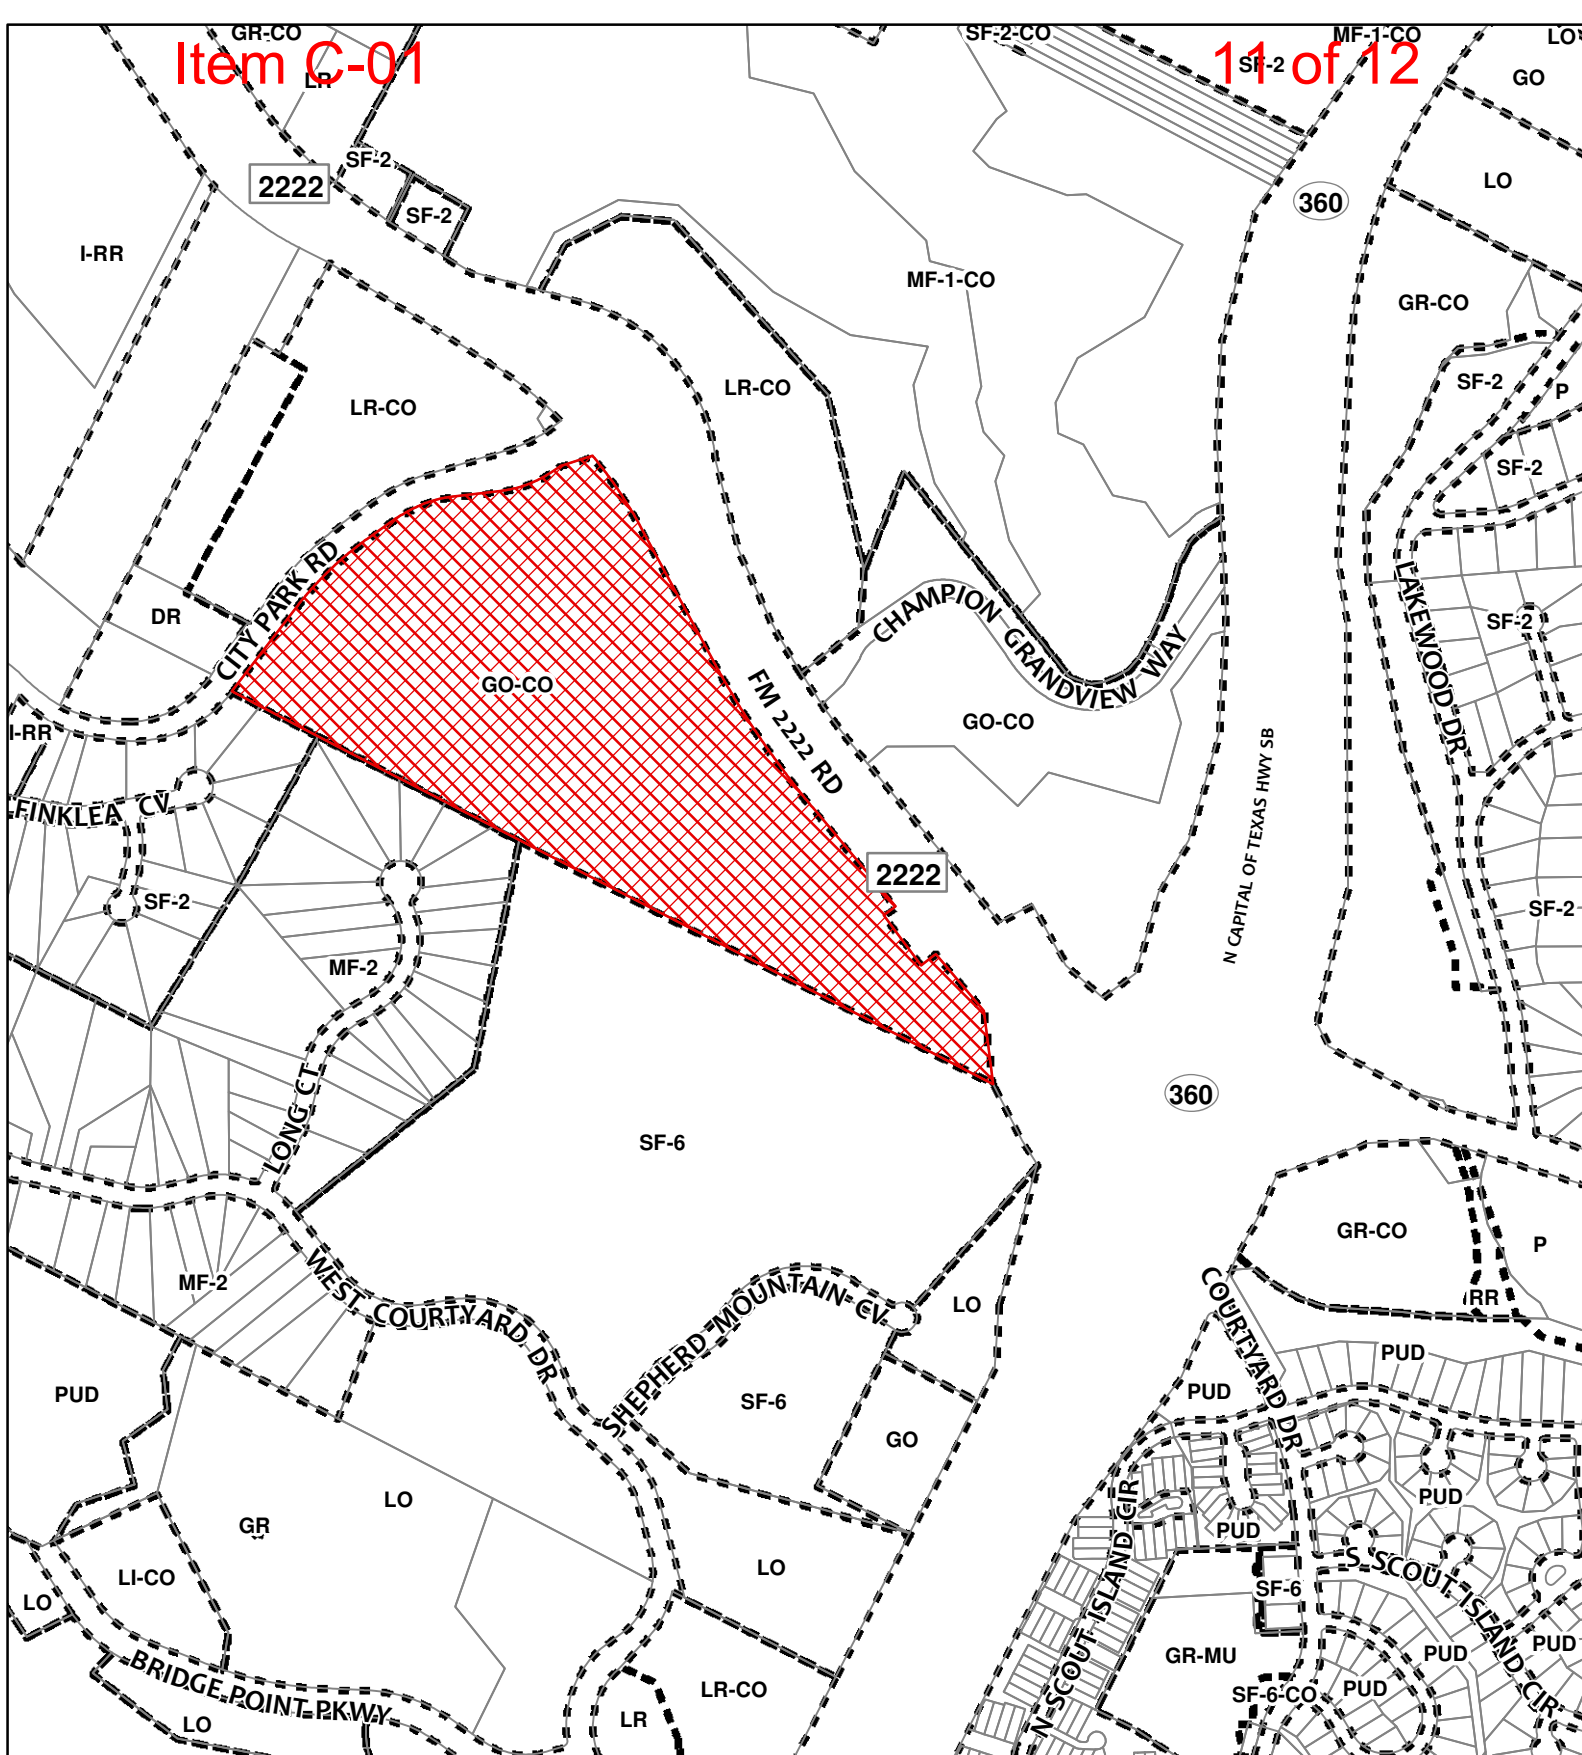 Item C-01
11 of 12
GR-CO
SF-2-CO
MF-1-CO
LO
LR
SF-2
GO
SF-2
2222
LO
360
SF-2
I-RR
MF-1-CO
GR-CO
LR-CO
SF-2
P
LR-CO
SF-2
CITY PARK RD
DR
CHAMPION GRANDVIEW WAY
LAKEWOOD DR
SF-2
GO-CO
FM 2222 RD
GO-CO
I-RR
N CAPITAL OF TEXAS HWY SB
FINKLEA CV
2222
SF-2
SF-2
MF-2
360
LONG CT
SF-6
GR-CO
P
MF-2
WEST COURTYARD DR
SHEPHERD MOUNTAIN CV
LO
COURTYARD DR
RR
PUD
PUD
PUD
SF-6
GO
LO
PUD
GR
PUD
N SCOUT ISLAND CIR
S SCOUT ISLAND CIR
LI-CO
LO
SF-6
LO
PUD
PUD
GR-MU
BRIDGE POINT PKWY
LR-CO
SF-6-CO
PUD
LO
LR